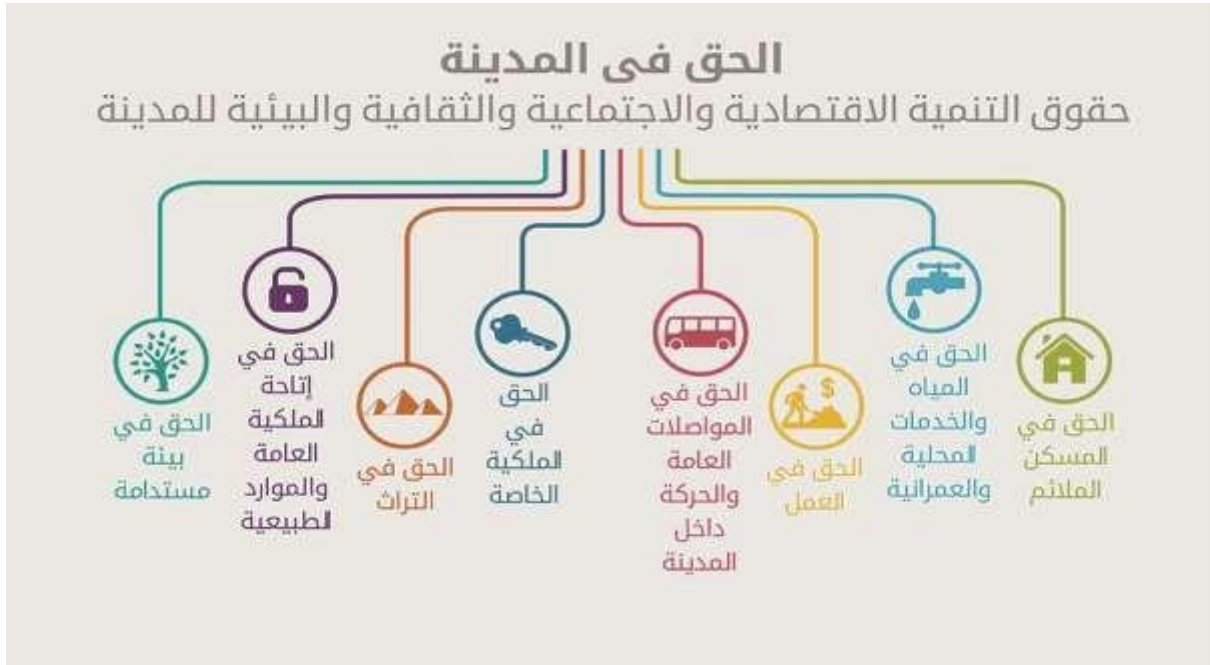 الحق فى المدينة
حقوق التنمية الاقتصادية والاجتماعية والثقافية والبيئية للمدينة
الحق في
المسكن
الملائم
الحق في
المياه
والخدمات
المحلية
والعمرانية
$
الحق في
العمل
الحق في
المواصلات
العامة
والحركة
داخل
المدينة
الحق
في
الملكية
الخاصة
الحق في
التراث
الحق في
إتاحة
الملكية
العامة
والموارد
الطبيعية
الحق في
بيئة
مستدامة